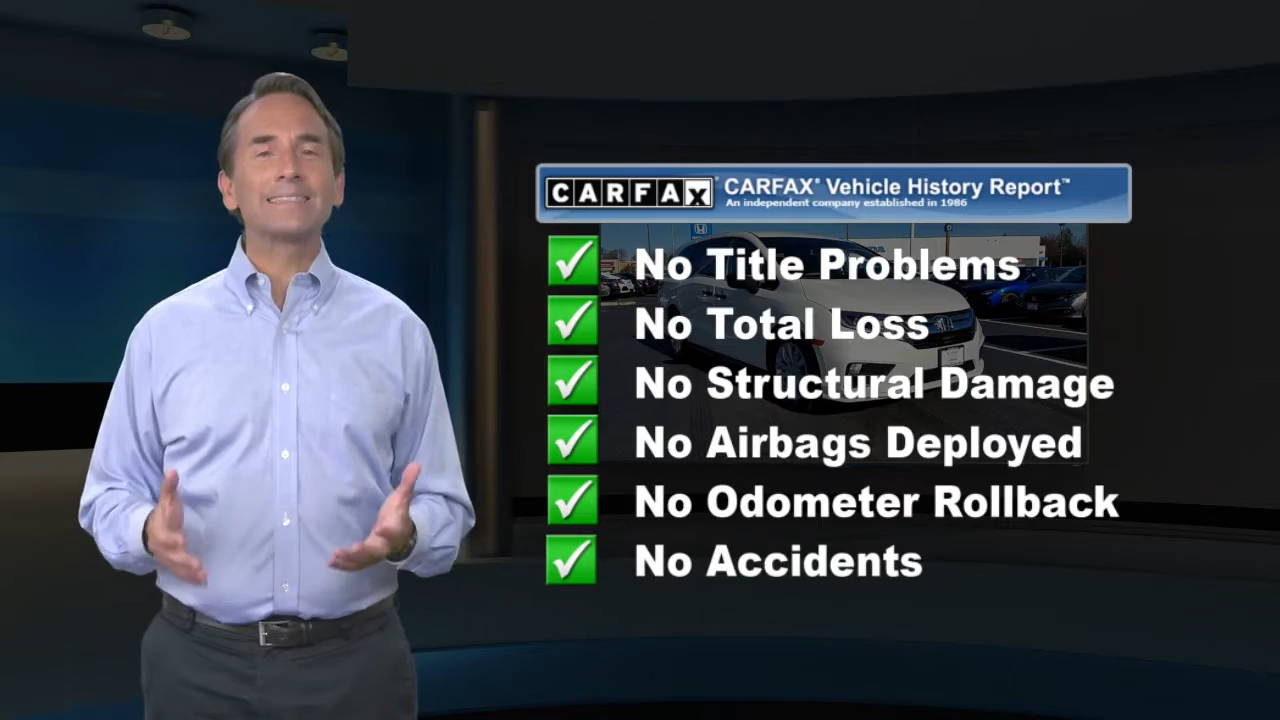 CARFAX
CARFAX® Vehicle History Report™
An independent company established in 1986
No Title Problems
No Total Loss
No Structural Damage
No Airbags Deployed
No Odometer Rollback
No Accidents